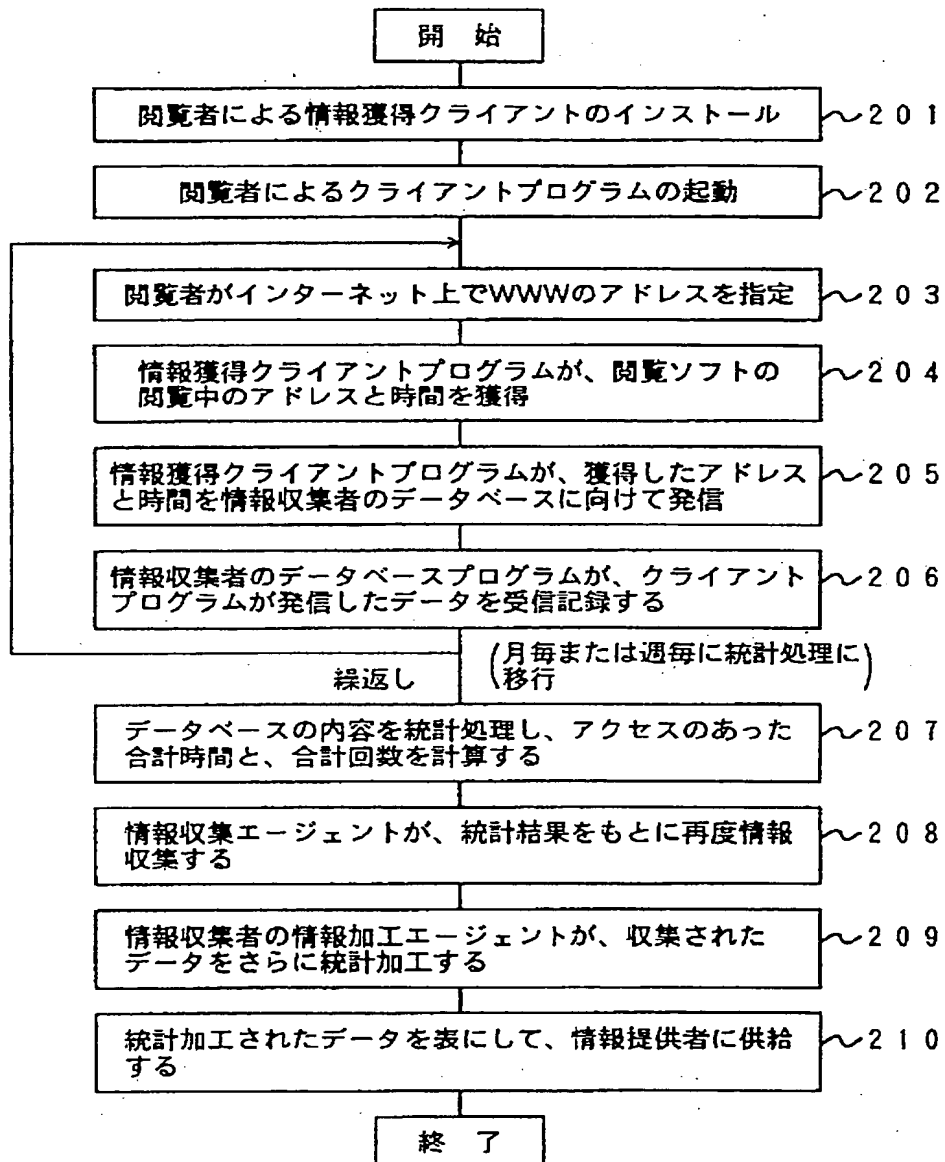 開 始
閲覧者による情報獲得クライアントのインストール 201
閲覧者によるクライアントプログラムの起動 202
閲覧者がインターネット上でWWWのアドレスを指定 203
情報獲得クライアントプログラムが、閲覧ソフトの 204
閲覧中のアドレスと時間を獲得
情報獲得クライアントプログラムが、獲得したアドレス 205
と時間を情報収集者のデータベースに向けて発信
情報収集者のデータベースプログラムが、クライアント 206
プログラムが発信したデータを受信記録する
繰返し
(月毎または週毎に統計処理に
移行)
データベースの内容を統計処理し、アクセスのあった 207
合計時間と、合計回数を計算する
情報収集エージェントが、統計結果をもとに再度情報 208
収集する
情報収集者の情報加工エージェントが、収集された 209
データをさらに統計加工する
統計加工されたデータを表にして、情報提供者に供給 210
する
終 了